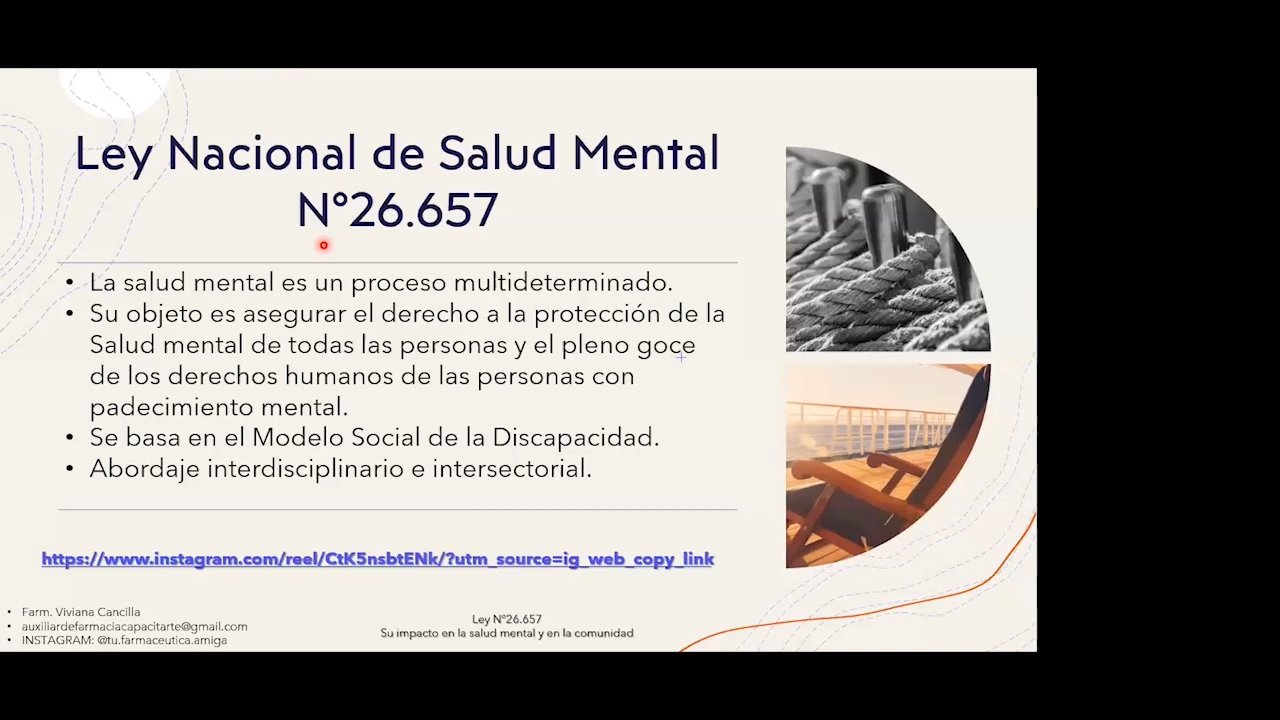 Ley Nacional de Salud Mental
N°26.657
• La salud mental es un proceso multideterminado.
• Su objeto es asegurar el derecho a la protección de la
Salud mental de todas las personas y el pleno goce
de los derechos humanos de las personas con
padecimiento mental.
• Se basa en el Modelo Social de la Discapacidad.
• Abordaje interdisciplinario e intersectorial.
https://www.instagram.com/reel/CtK5nsbtENk/?utm_source=ig_web_copy_link
• Farm. Viviana Cancilla
• auxiliardefarmaciacapacitarte@gmail.com
• INSTAGRAM: @tu.farmaceutica.amiga
Ley N°26.657
Su impacto en la salud mental y en la comunidad